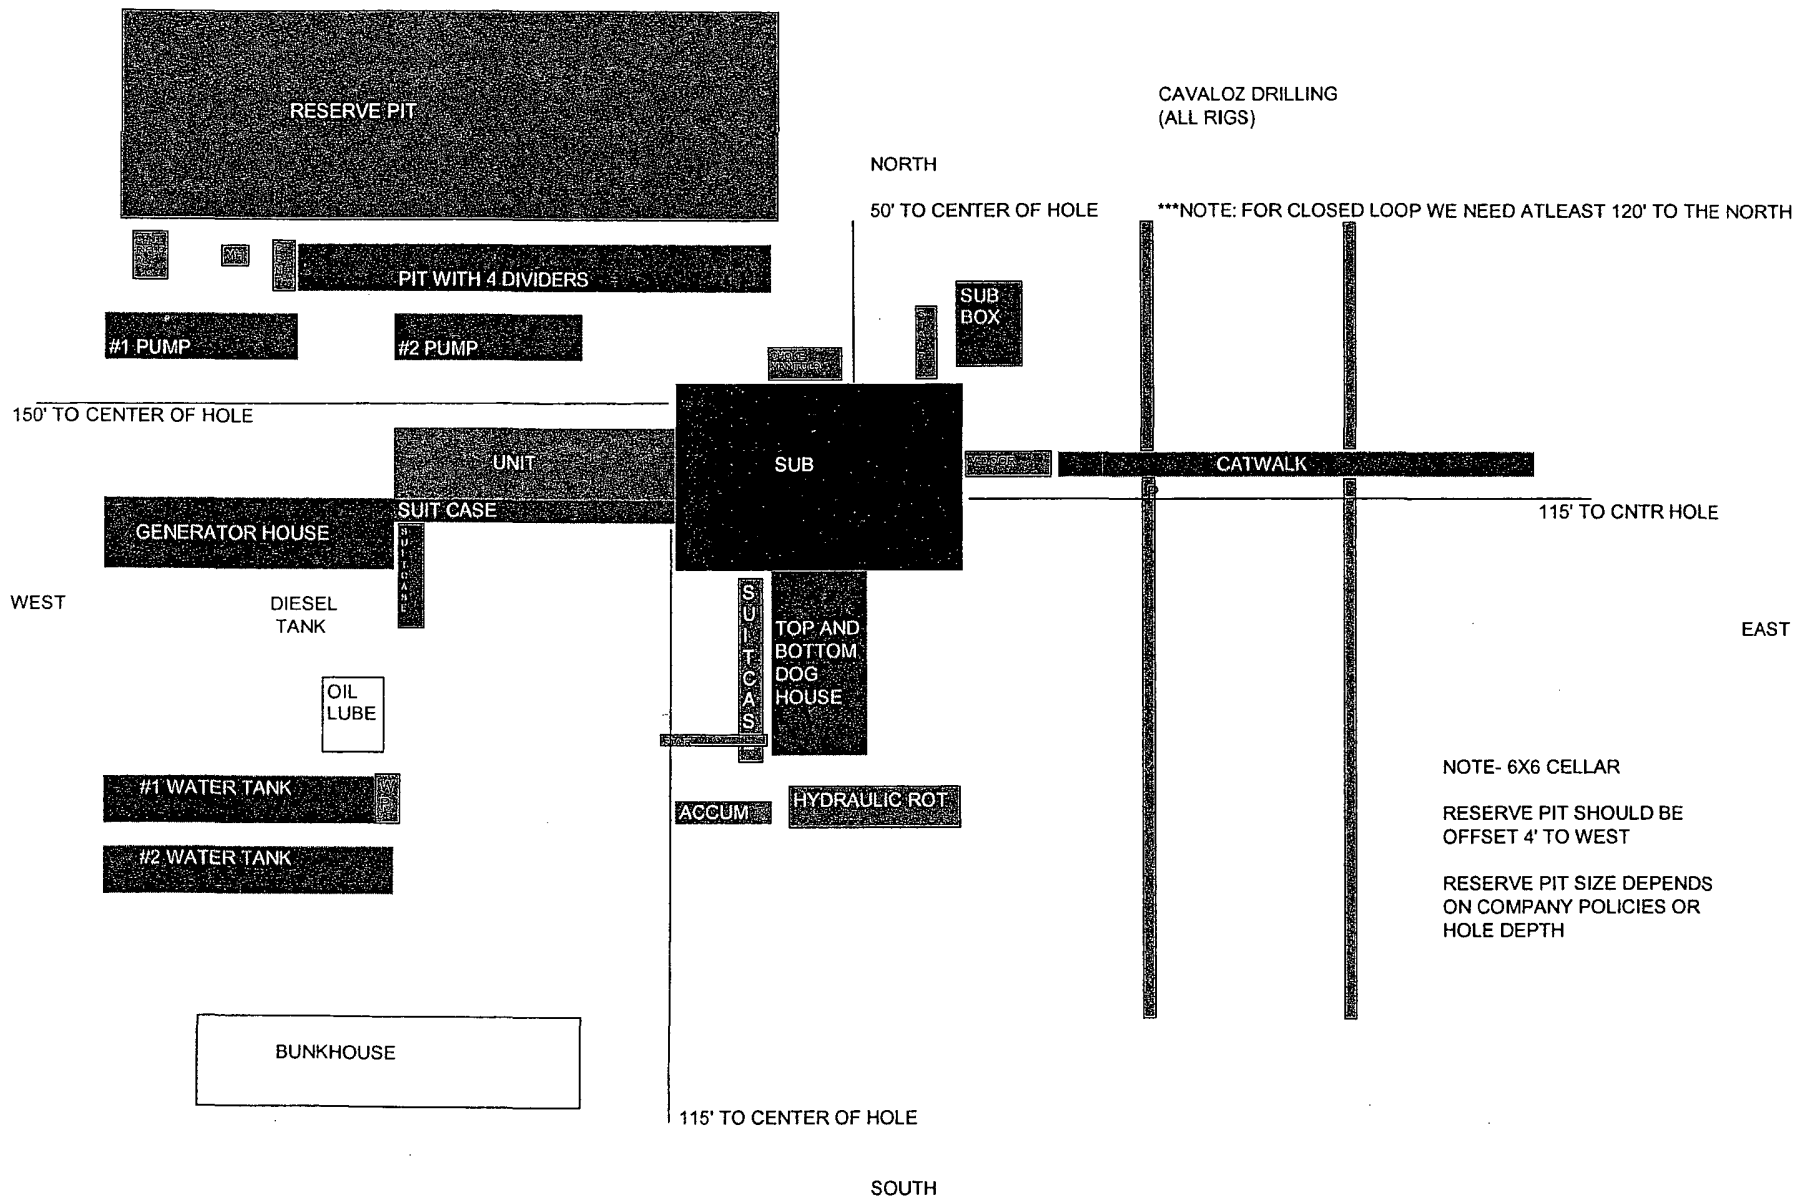 RESERVE PIT
CAVALOZ DRILLING
(ALL RIGS)
NORTH
50' TO CENTER OF HOLE
***NOTE: FOR CLOSED LOOP WE NEED ATLEAST 120' TO THE NORTH
PIT WITH 4 DIVIDERS
SUB
BOX
#1 PUMP
#2 PUMP
150' TO CENTER OF HOLE
UNIT
SUB
CATWALK
SUIT CASE
GENERATOR HOUSE
115' TO CNTR HOLE
WEST
DIESEL
TANK
SUITCAS
TOP AND
BOTTOM
DOG
HOUSE
EAST
OIL
LUBE
#1 WATER TANK
ACCUM
HYDRAULIC ROT
#2 WATER TANK
NOTE- 6X6 CELLAR
RESERVE PIT SHOULD BE
OFFSET 4' TO WEST
RESERVE PIT SIZE DEPENDS
ON COMPANY POLICIES OR
HOLE DEPTH
BUNKHOUSE
115' TO CENTER OF HOLE
SOUTH